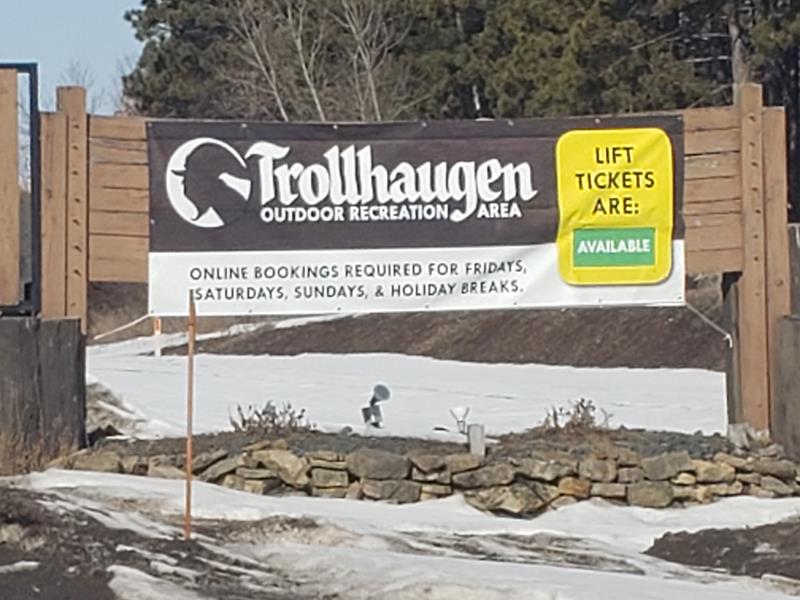 Trollhaugen
OUTDOOR RECREATION AREA
LIFT
TICKETS
ARE:
AVAILABLE
ONLINE BOOKINGS REQUIRED FOR FRIDAYS,
SATURDAYS, SUNDAYS, & HOLIDAY BREAKS.